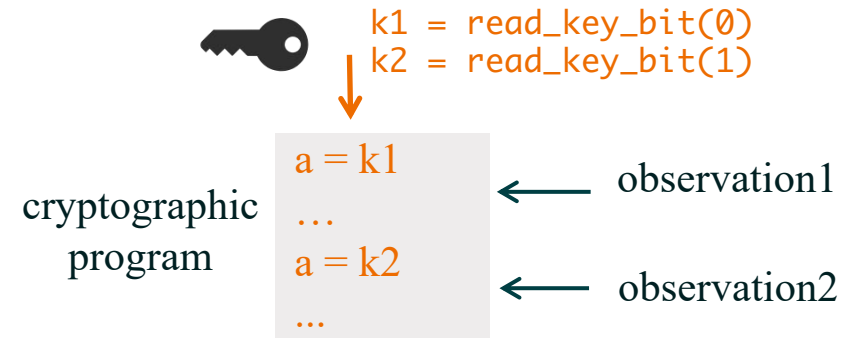 k1 = read_key_bit(0)
k2 = read_key_bit(1)
cryptographic
program
a = k1
…
a = k2
...
observation1
observation2